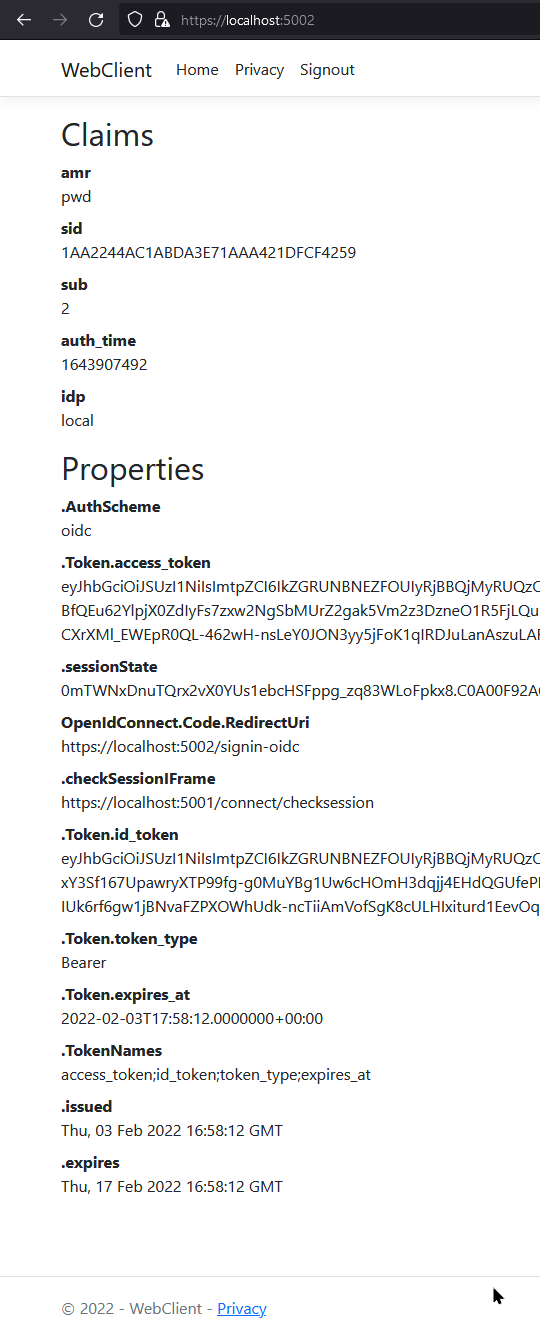 https://localhost:5002
WebClient Home Privacy Signout
Claims
amr
pwd
sid
1AA2244AC1ABDA3E71AAA421DFCF4259
sub
2
auth_time
1643907492
idp
local
Properties
.AuthScheme
oidc
.Token.access_token
eyJhbGciOiJSUzI1NiIsImtpZCI6IkZGRUNBNEZFOUIyRjBBQjMyRUQzC
BfQEu62YlpjX0ZdIyFs7zxw2NgSbMUrZ2gak5Vm2z3DzneO1R5FjLQu
CXrXMl_EWEpR0QL-462wH-nsLeY0JON3yy5jFoK1qIRDJuLanAszuLAF
.sessionState
0mTWNxDnuTQrx2vX0YUs1ebcHSFppg_zq83WLoFpkx8.C0A00F92A
OpenIdConnect.Code.RedirectUri
https://localhost:5002/signin-oidc
.checkSessionIFrame
https://localhost:5001/connect/checksession
.Token.id_token
eyJhbGciOiJSUzI1NiIsImtpZCI6IkZGRUNBNEZFOUIyRjBBQjMyRUQzC
xY3Sf167UpawryXTP99fg-g0MuYBg1Uw6cHOmH3dqjj4EHdQGUfeP
IUk6rf6gw1jBNvaFZPXOWhUdk-ncTiiAmVofSgK8cULHIxiturd1EevOq
.Token.token_type
Bearer
.Token.expires_at
2022-02-03T17:58:12.0000000+00:00
.TokenNames
access_token;id_token;token_type;expires_at
.issued
Thu, 03 Feb 2022 16:58:12 GMT
.expires
Thu, 17 Feb 2022 16:58:12 GMT
© 2022 - WebClient - Privacy